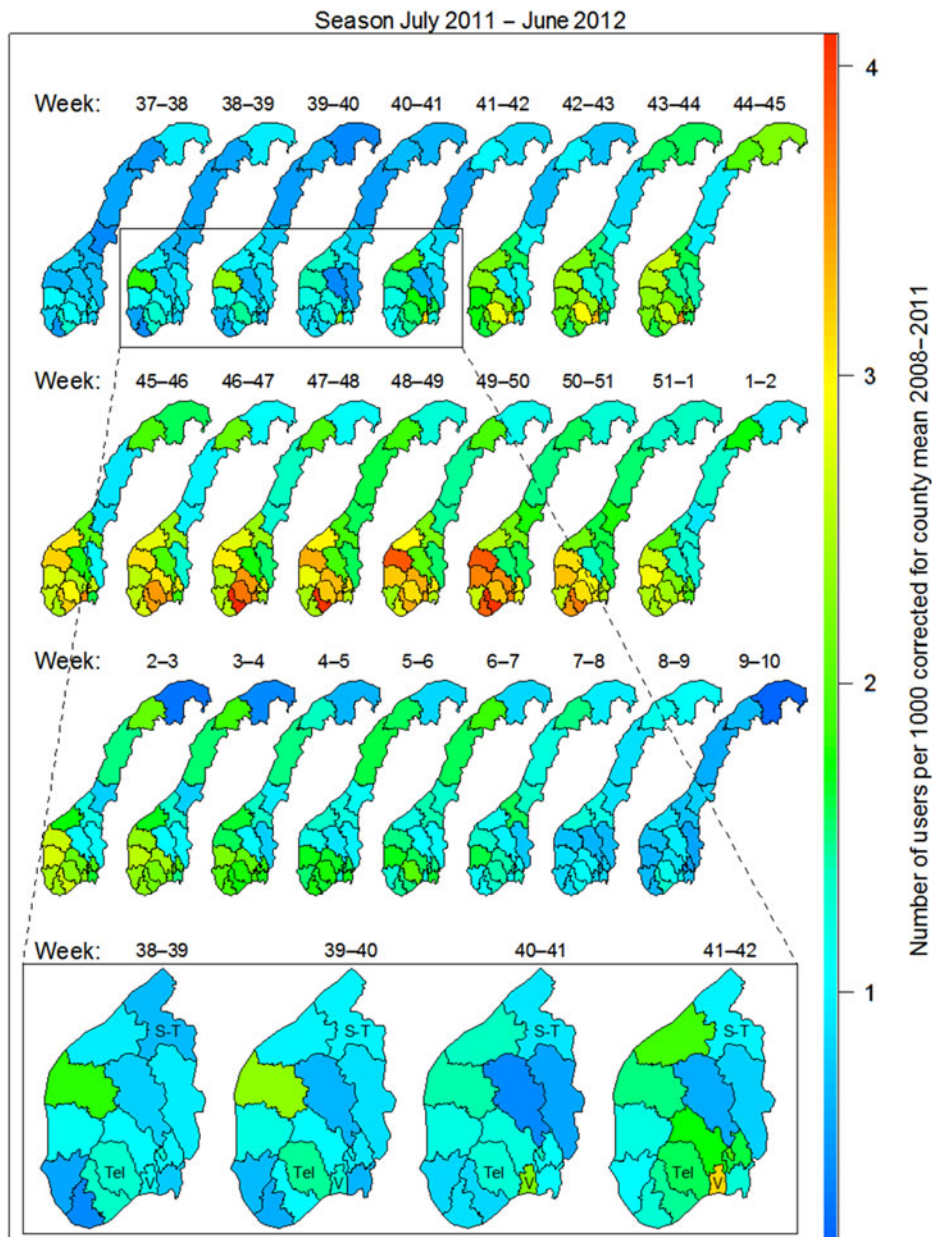 Season July 2011 – June 2012
Week: 37–38 38–39 39–40 40–41 41–42 42–43 43–44 44–45
Week: 45–46 46–47 47–48 48–49 49–50 50–51 51–1 1–2
Week: 2–3 3–4 4–5 5–6 6–7 7–8 8–9 9–10
Week: 38–39 39–40 40–41 41–42
S-T S-T S-T S-T
Tel V Tel V Tel V Tel V
4
3
2
1
Number of users per 1000 corrected for county mean 2008–2011